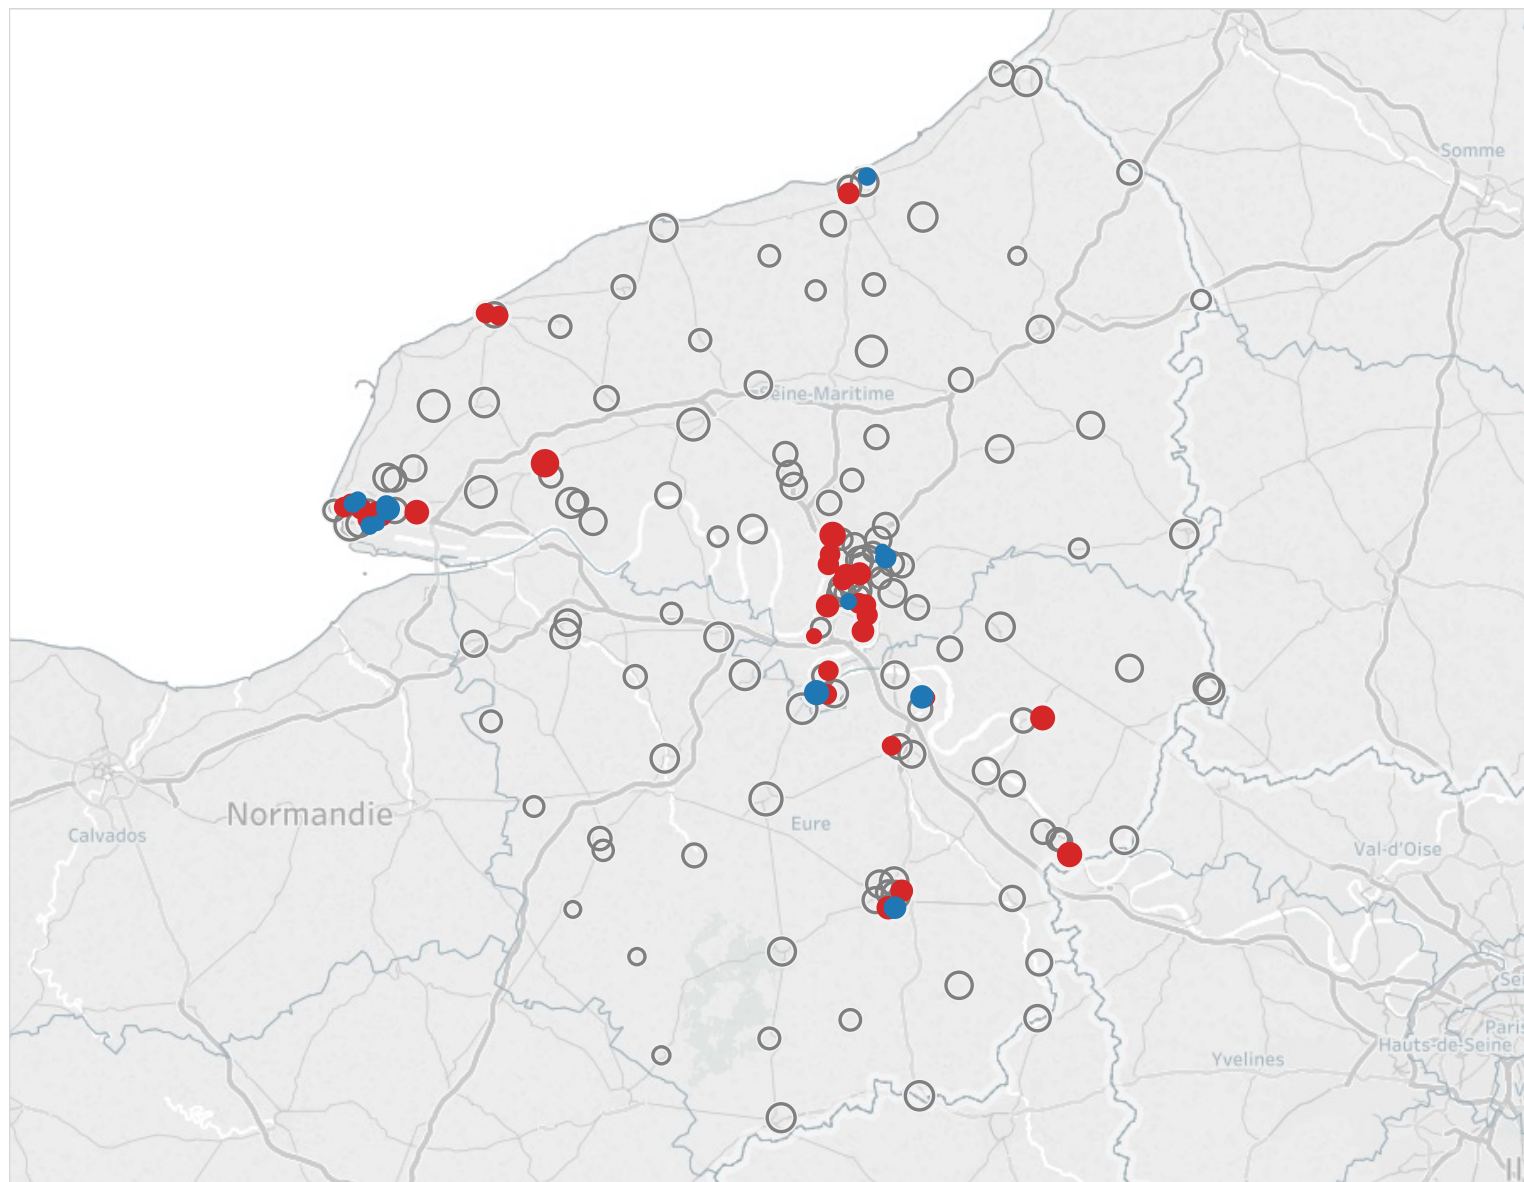 Somme
Seine-Maritime
Normandie
Calvados
Eure
Val-d'Oise
Paris
Hauts-de-Seine
Yvelines